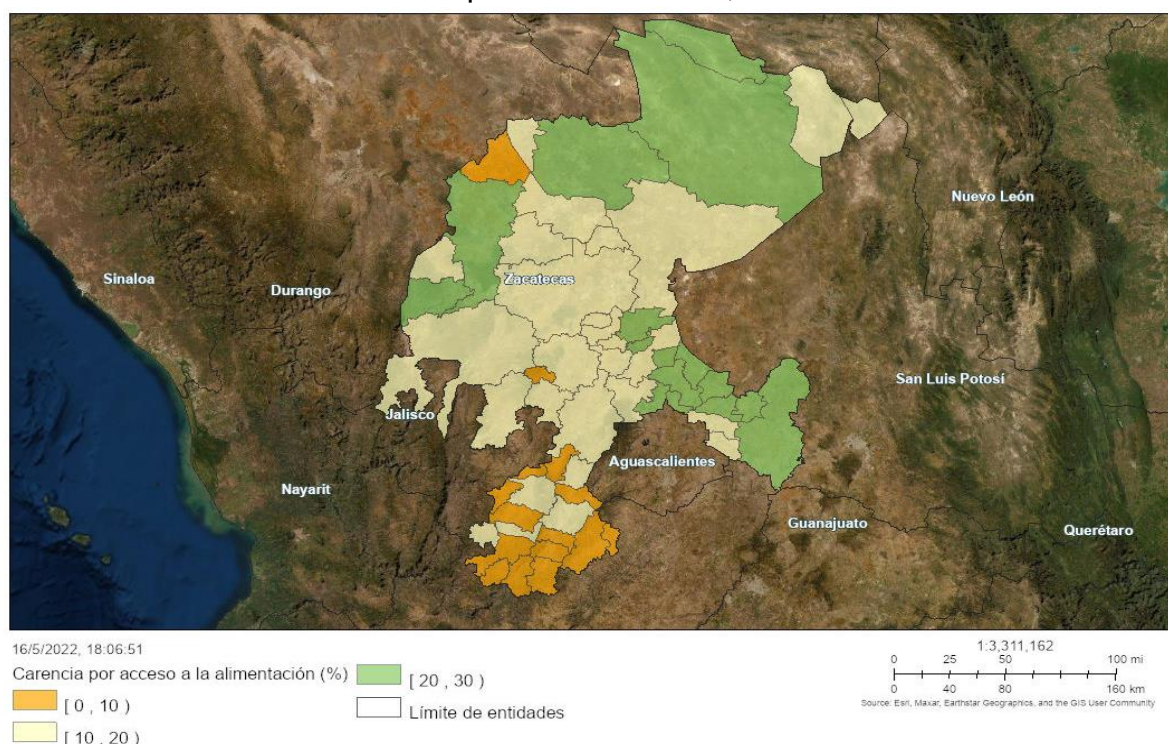 Nuevo León
Sinaloa
Durango
Zacatecas
San Luis Potosí
Jalisco
Aguascalientes
Nayarit
Guanajuato
Querétaro
16/5/2022, 18:06:51
Carencia por acceso a la alimentación (%)
[ 0 , 10 )
[ 10 , 20 )
[ 20 , 30 )
Límite de entidades
1:3,311,162
0 25 50 100 mi
0 40 80 160 km
Source: Esri, Maxar, Earthstar Geographics, and the GIS User Community